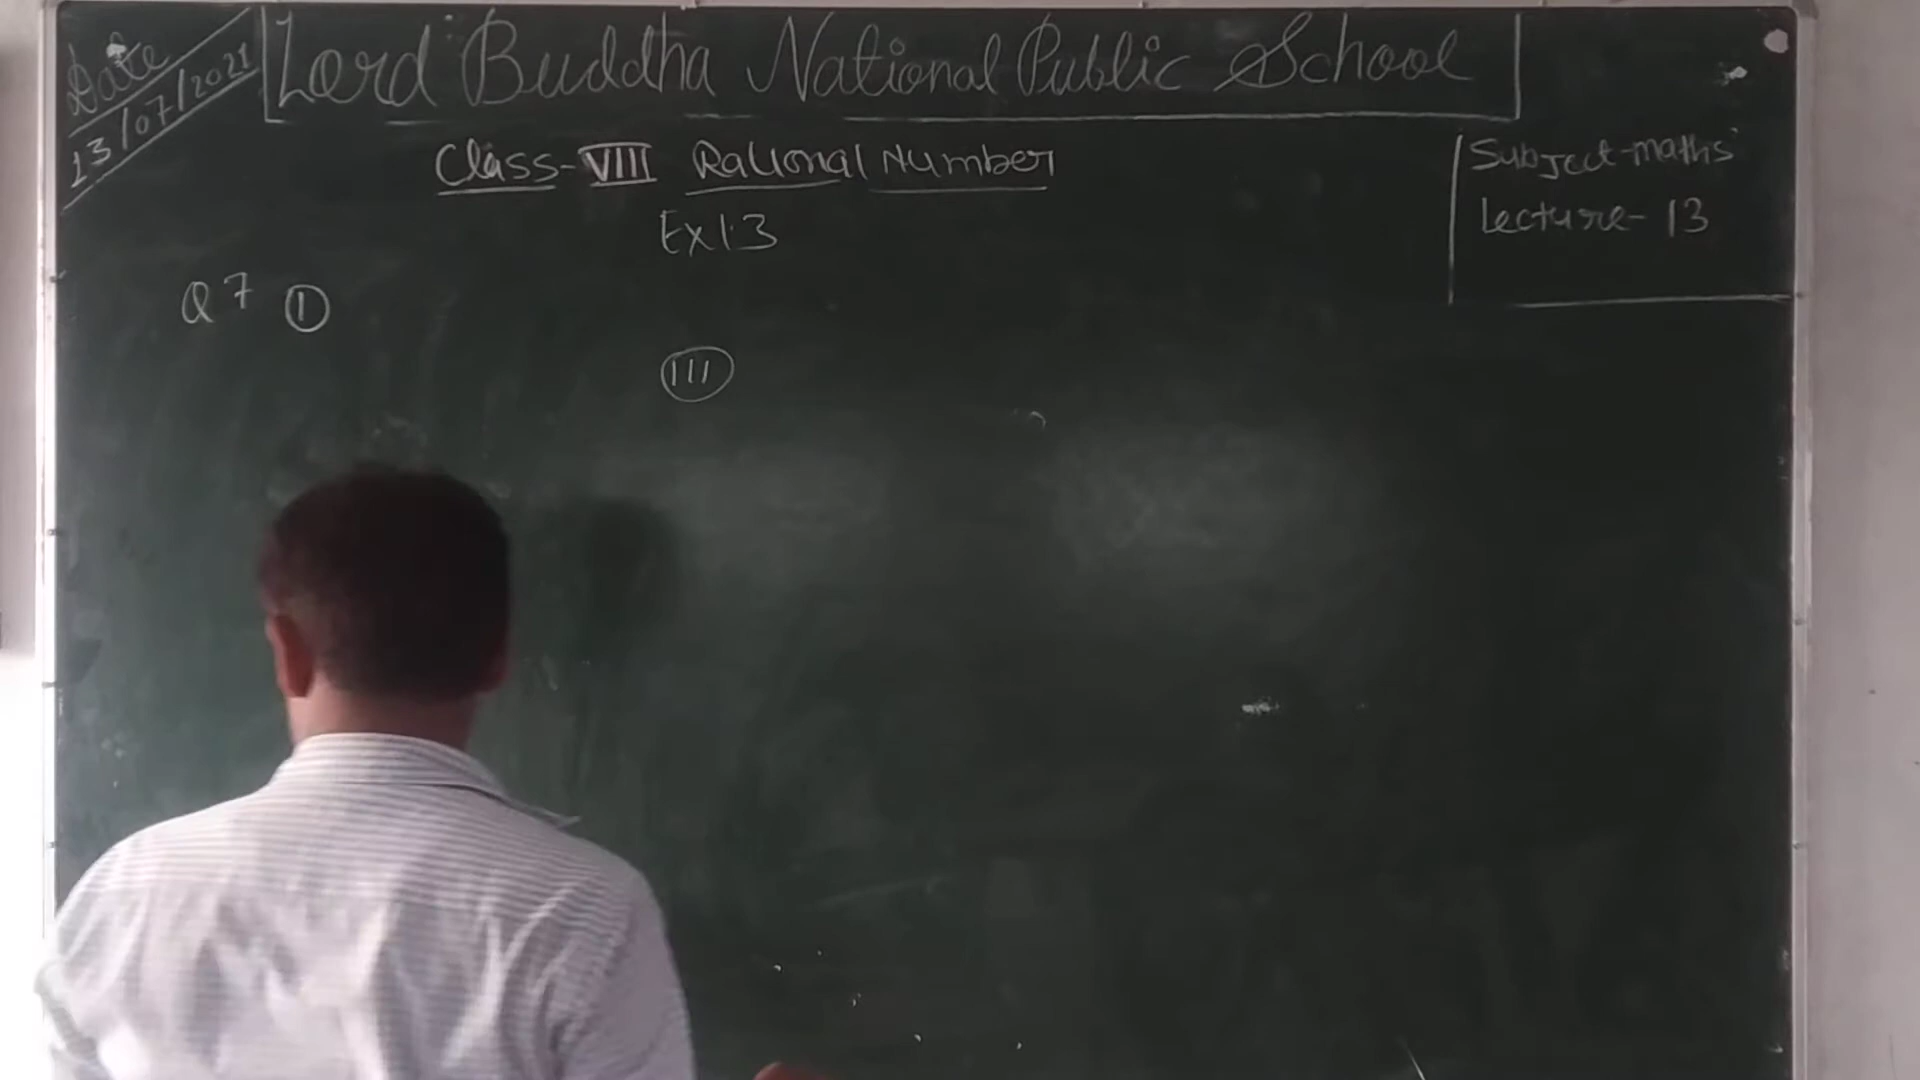 Date
13/07/2021
Lord Buddha National Public School
Class-VIII Rational Number
Subject-maths
Lecture-13
Ex 1.3
Q7 (I)
(III)